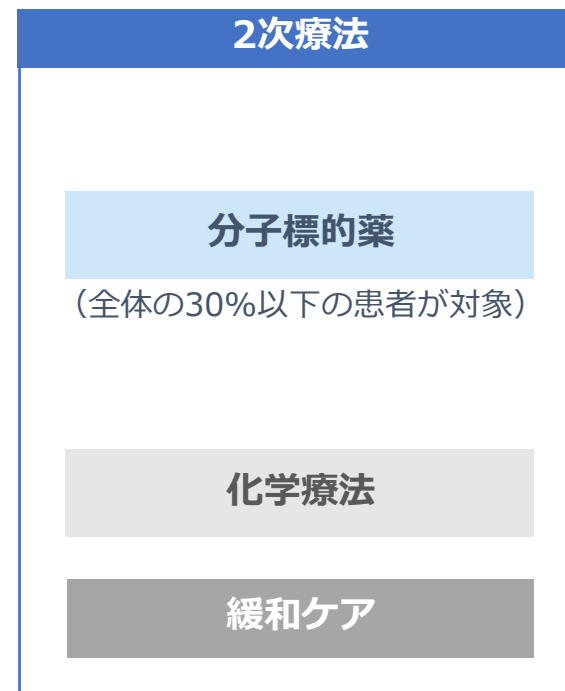 2次療法
分子標的薬
（全体の30%以下の患者が対象）
化学療法
緩和ケア